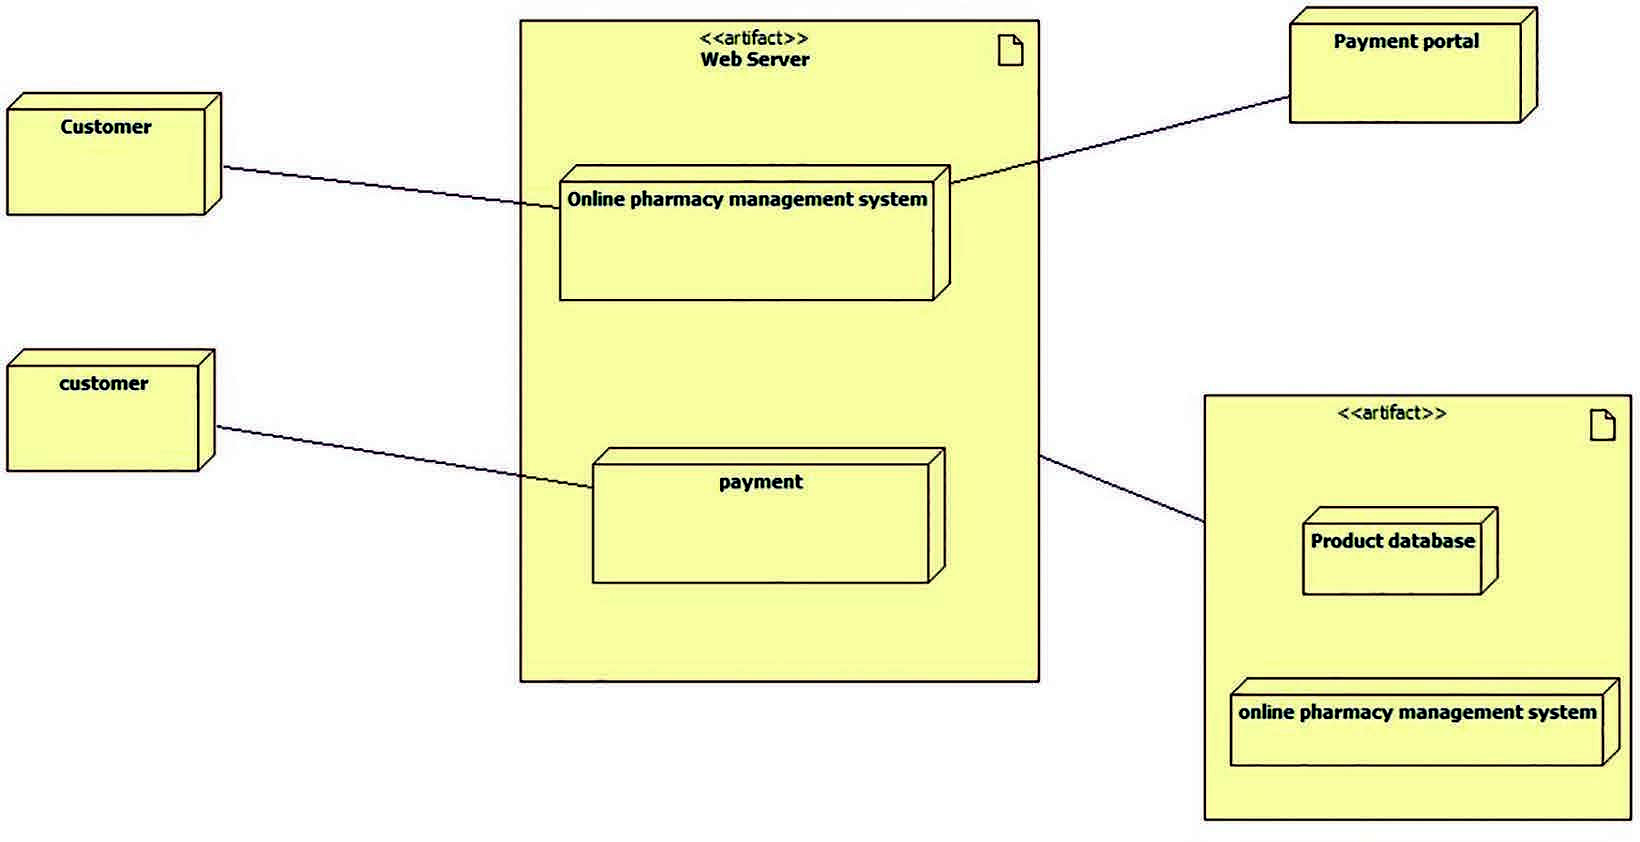 <<artifact>>
Web Server
Payment portal
Customer
Online pharmacy management system
customer
<<artifact>>
payment
Product database
online pharmacy management system